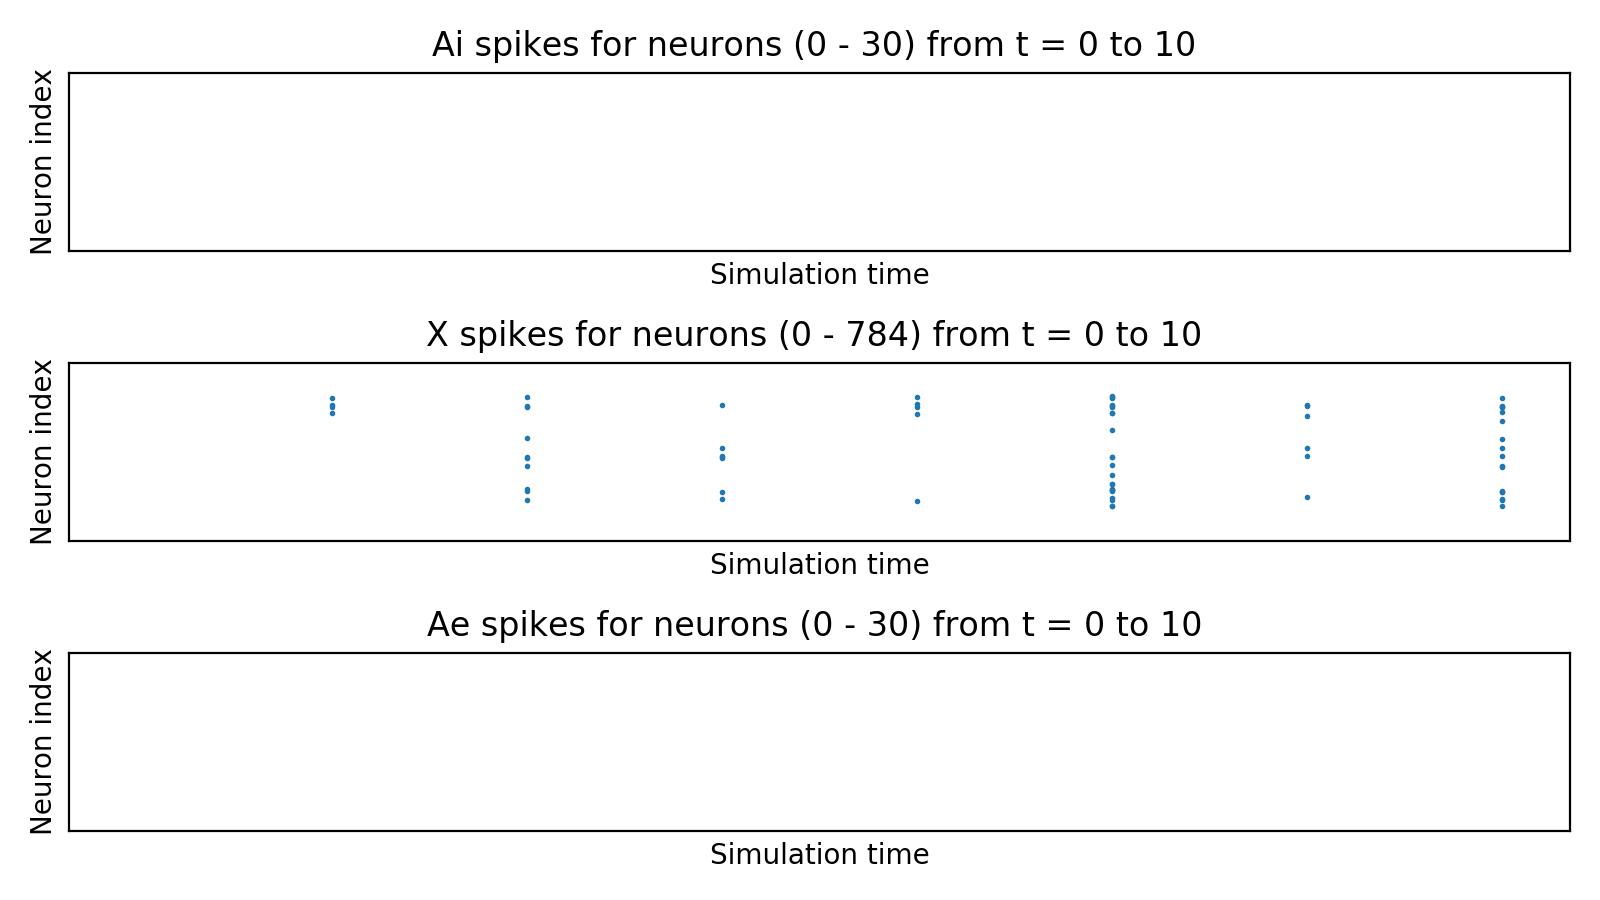 Ai spikes for neurons (0 - 30) from t = 0 to 10
Neuron index
Simulation time
X spikes for neurons (0 - 784) from t = 0 to 10
Neuron index
Simulation time
Ae spikes for neurons (0 - 30) from t = 0 to 10
Neuron index
Simulation time